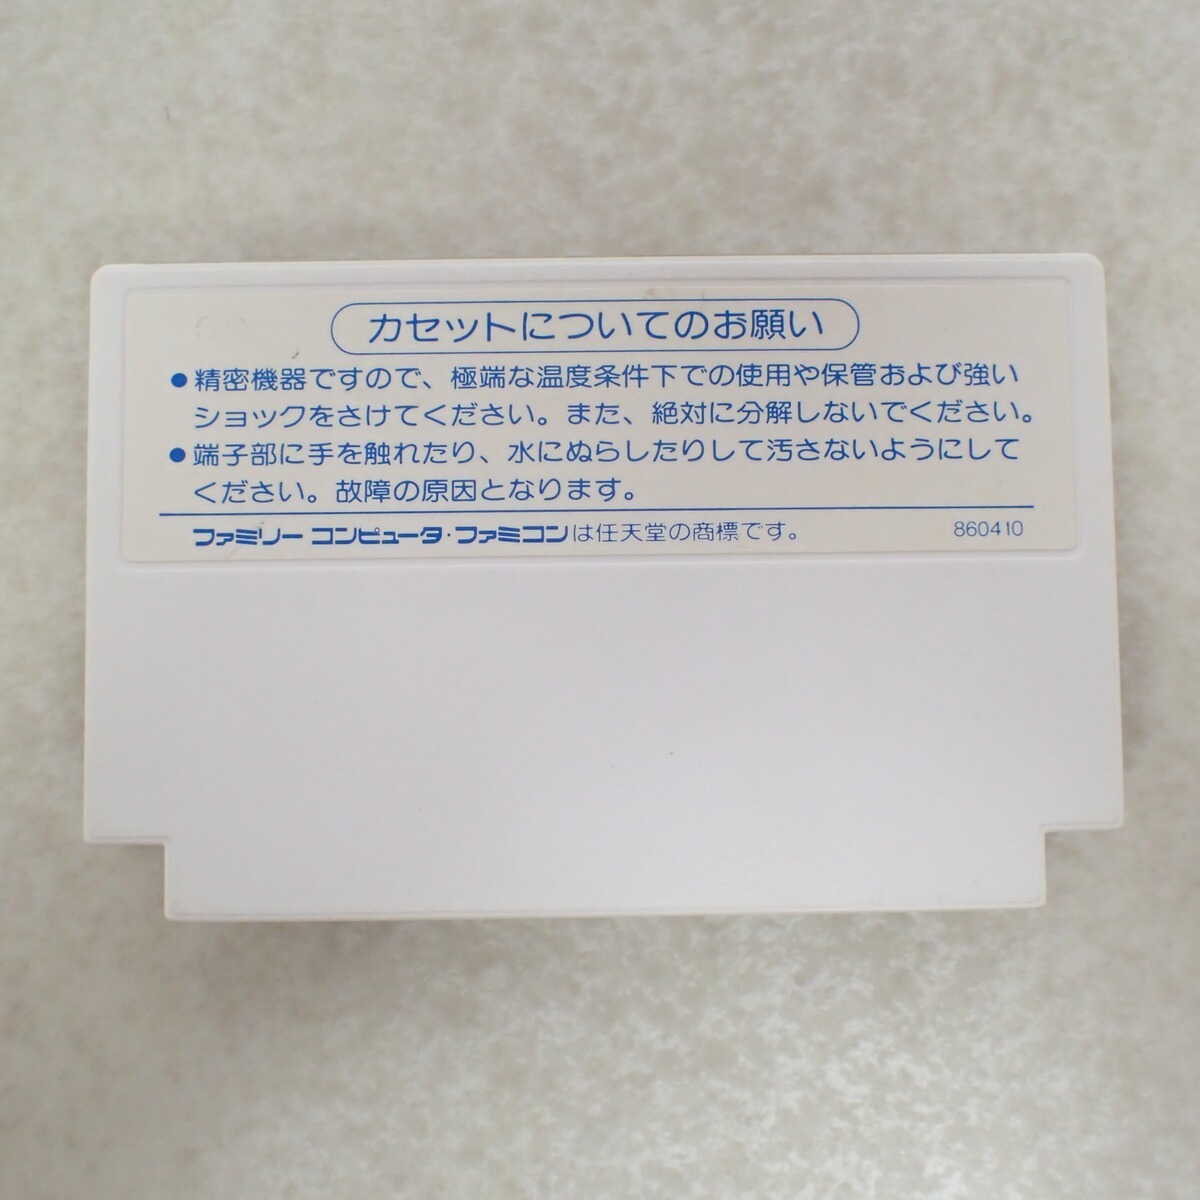 カセットについてのお願い
●精密機器ですので、極端な温度条件下での使用や保管および強い
ショックをさけてください。また、絶対に分解しないでください。
●端子部に手を触れたり、水にぬらしたりして汚さないようにして
ください。故障の原因となります。
ファミリー コンピュータ・ファミコンは任天堂の商標です。 860410